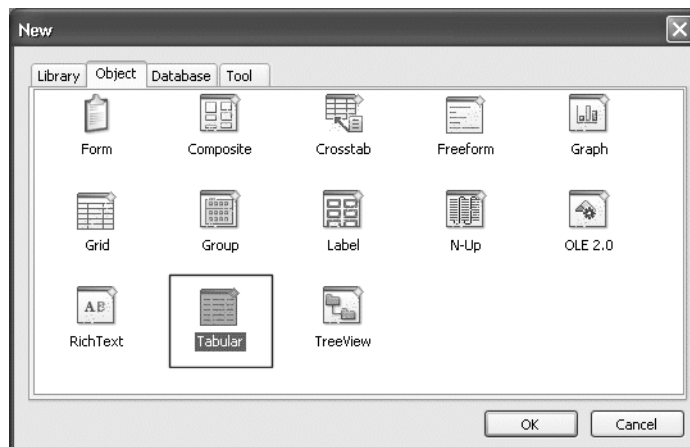 New
Library Object Database Tool
Form Composite Crosstab Freeform Graph
Grid Group Label N-Up OLE 2.0
AB
RichText Tabular TreeView
OK Cancel